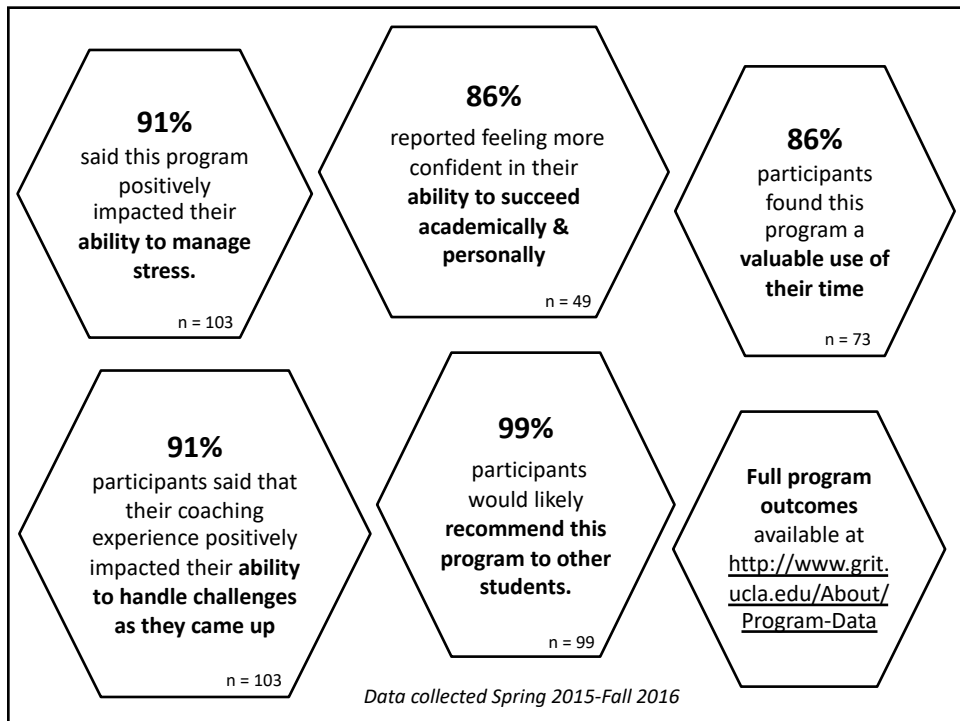 91%
said this program
positively
impacted their
ability to manage
stress.
n = 103
86%
reported feeling more
confident in their
ability to succeed
academically &
personally
n = 49
86%
participants
found this
program a
valuable use of
their time
n = 73
91%
participants said that
their coaching
experience positively
impacted their ability
to handle challenges
as they came up
n = 103
99%
participants
would likely
recommend this
program to other
students.
n = 99
Full program
outcomes
available at
http://www.grit.
ucla.edu/About/
Program-Data
Data collected Spring 2015-Fall 2016